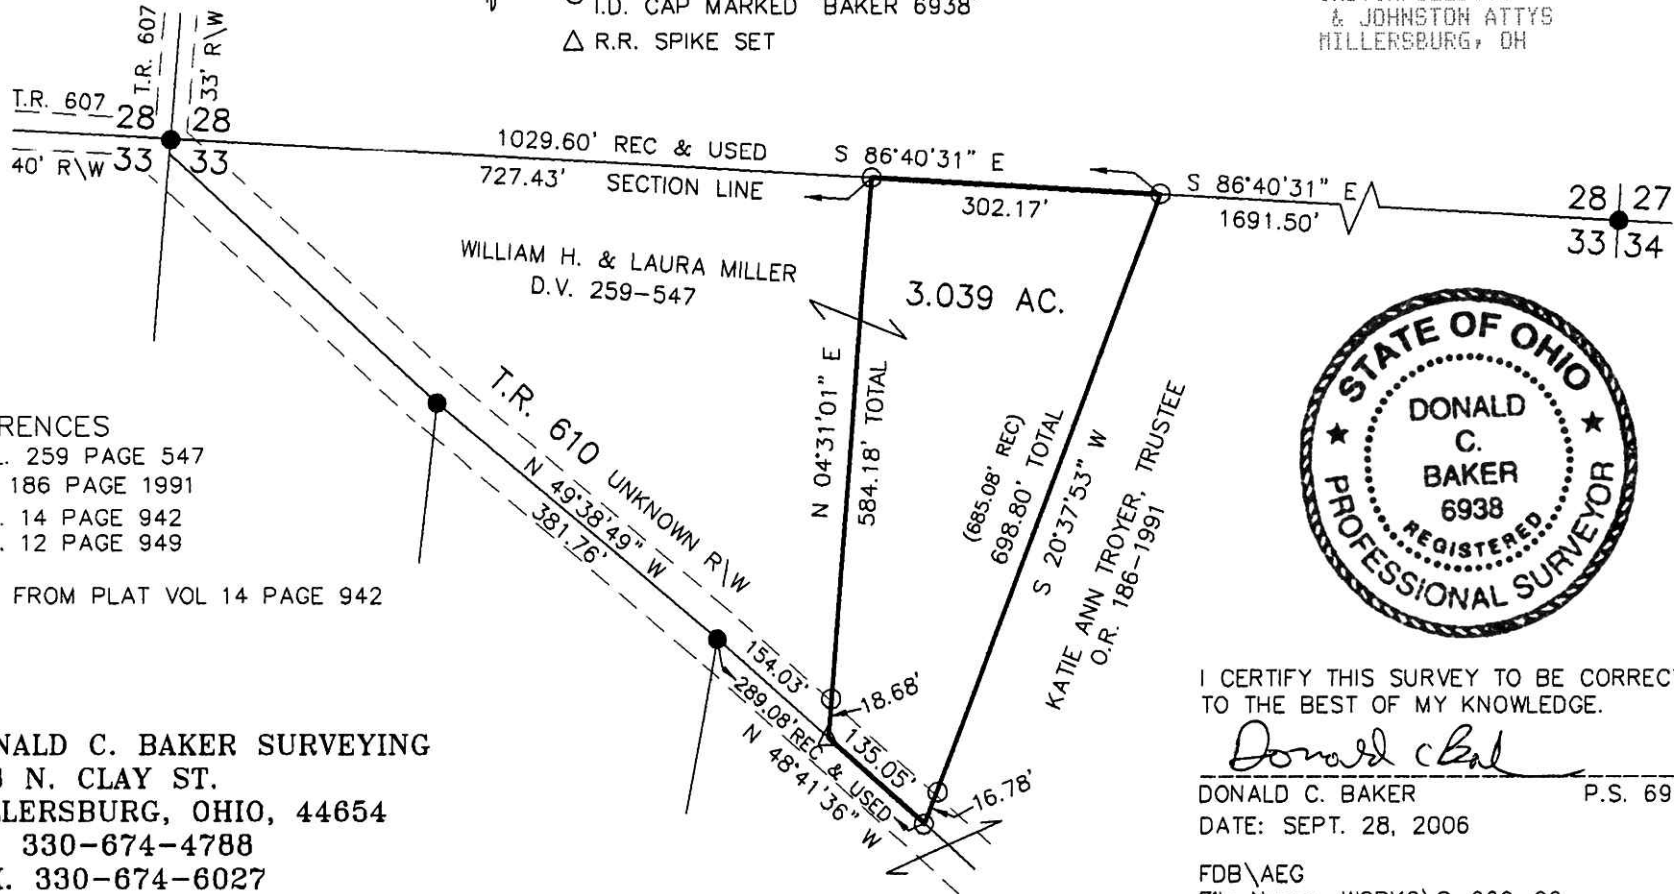 I.D. CAP MARKED BAKER 6938
△ R.R. SPIKE SET
& JOHNSTON ATTYS
MILLERSBURG, OH
T.R. 607
33' R\W
T.R. 607
28 28
40' R\W 33 33
1029.60' REC & USED
727.43' SECTION LINE
S 86°40'31" E
302.17'
S 86°40'31" E
1691.50'
28 27
33 34
WILLIAM H. & LAURA MILLER
D.V. 259-547
3.039 AC.
N 04°31'01" E
584.18' TOTAL
(685.08' REC)
698.80' TOTAL
S 20°37'53" W
KATIE ANN TROYER, TRUSTEE
O.R. 186-1991
T.R. 610 UNKNOWN R\W
N 49°38'49" W
381.76'
154.03'
18.68'
135.05'
16.78'
289.08' REC & USED
N 48°41'36" W
RENCES
. 259 PAGE 547
186 PAGE 1991
. 14 PAGE 942
. 12 PAGE 949
FROM PLAT VOL 14 PAGE 942
NALD C. BAKER SURVEYING
N. CLAY ST.
LLERSBURG, OHIO, 44654
330-674-4788
. 330-674-6027
STATE OF OHIO
DONALD
C.
BAKER
6938
REGISTERED
PROFESSIONAL SURVEYOR
I CERTIFY THIS SURVEY TO BE CORRECT
TO THE BEST OF MY KNOWLEDGE.
Donald C Bak
DONALD C. BAKER P.S. 69
DATE: SEPT. 28, 2006
FDB\AEG